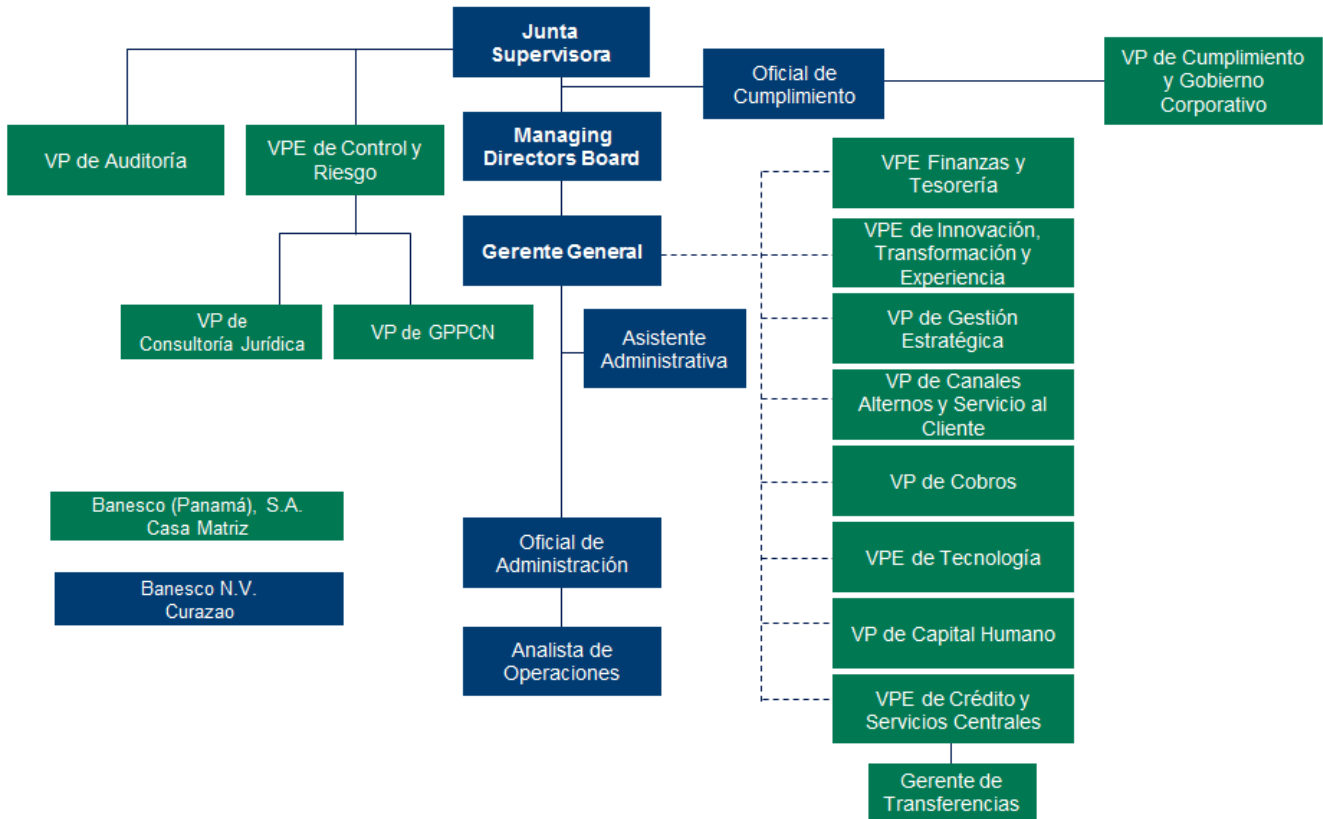 Junta
Supervisora
Oficial de
Cumplimiento
VP de Cumplimiento
y Gobierno
Corporativo
VP de Auditoría
VPE de Control y
Riesgo
Managing
Directors Board
VPE Finanzas y
Tesorería
Gerente General
VPE de Innovación,
Transformación y
Experiencia
VP de
Consultoría Jurídica
VP de GPPCN
Asistente
Administrativa
VP de Gestión
Estratégica
VP de Canales
Alternos y Servicio al
Cliente
VP de Cobros
Banesco (Panamá), S.A.
Casa Matriz
Oficial de
Administración
VPE de Tecnología
Banesco N.V.
Curazao
Analista de
Operaciones
VP de Capital Humano
VPE de Crédito y
Servicios Centrales
Gerente de
Transferencias